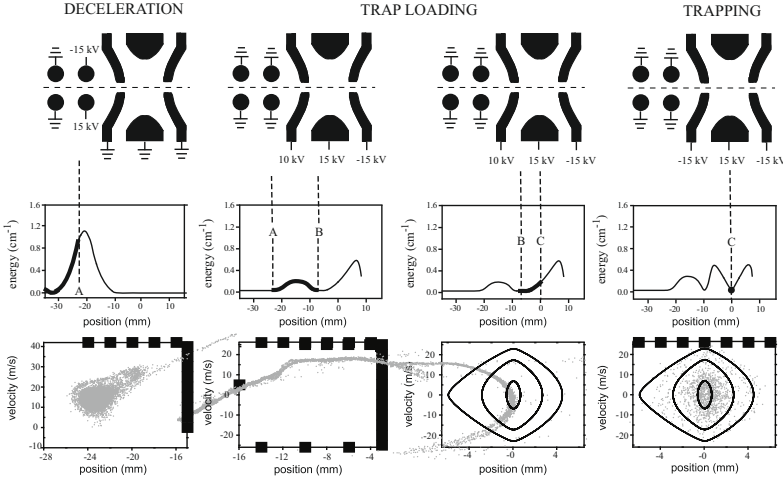 DECELERATION TRAP LOADING TRAPPING
-15 kV
15 kV
10 kV 15 kV -15 kV
10 kV 15 kV -15 kV
-15 kV 15 kV -15 kV
energy (cm⁻¹)
1.6
1.2
0.8
0.4
0.0
A
-30 -20 -10 0 10
position (mm)
energy (cm⁻¹)
1.6
1.2
0.8
0.4
0
A B
-30 -20 -10 0 10
position (mm)
energy (cm⁻¹)
1.6
1.2
0.8
0.4
0
B C
-30 -20 -10 0 10
position (mm)
energy (cm⁻¹)
1.6
1.2
0.8
0.4
0
C
-30 -20 -10 0 10
position (mm)
velocity (m/s)
40
30
20
10
0
-10
-28 -24 -20 -16
position (mm)
velocity (m/s)
20
10
0
-10
-20
-16 -12 -8 -4
position (mm)
velocity (m/s)
20
10
0
-10
-20
-4 -0 4
position (mm)
velocity (m/s)
20
10
0
-10
-20
-4 -0 4
position (mm)